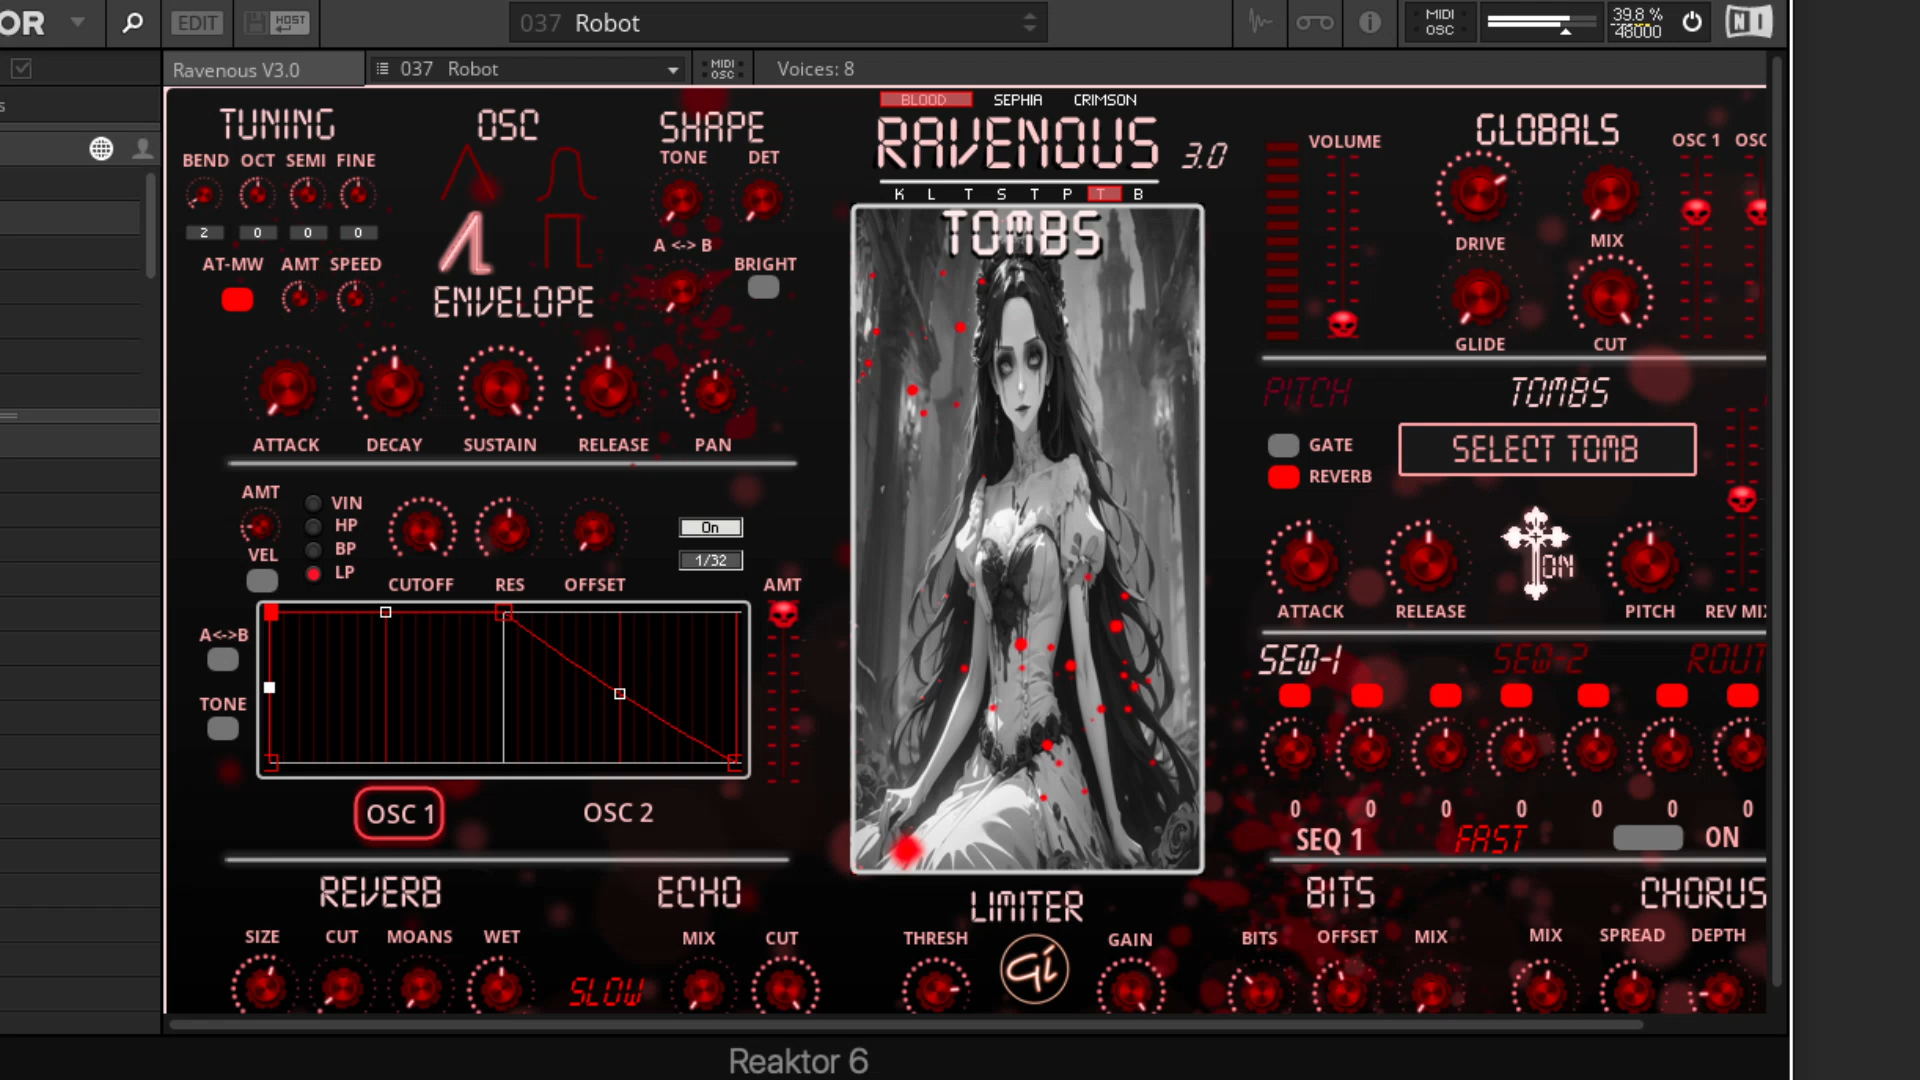 OR
EDIT
HOST
037 Robot
MIDI
OSC
39.8 %
48000
NI
Ravenous V3.0
037 Robot
MIDI
OSC
Voices: 8
s
TUNING
BEND OCT SEMI FINE
2 0 0 0
AT-MW AMT SPEED
OSC
SHAPE
TONE DET
A <-> B
BRIGHT
ENVELOPE
ATTACK DECAY SUSTAIN RELEASE PAN
AMT
VEL
VIN
HP
BP
LP
CUTOFF RES OFFSET
On
1/32
AMT
A<->B
TONE
OSC 1 OSC 2
REVERB
SIZE CUT MOANS WET
SLOW
ECHO
MIX CUT
BLOOD SEPHIA CRIMSON
RAVENOUS 3.0
K L T S T P T B
TOMBS
LIMITER
THRESH GAIN
Gi
VOLUME
GLOBALS
DRIVE MIX
GLIDE CUT
OSC 1 OSC
PITCH TOMBS
GATE
REVERB
SELECT TOMB
ON
ATTACK RELEASE PITCH REV MIX
SEQ-1 SEQ-2 ROUT
0 0 0 0 0 0 0
SEQ 1 FAST ON
BITS
BITS OFFSET MIX
CHORUS
MIX SPREAD DEPTH
Reaktor 6